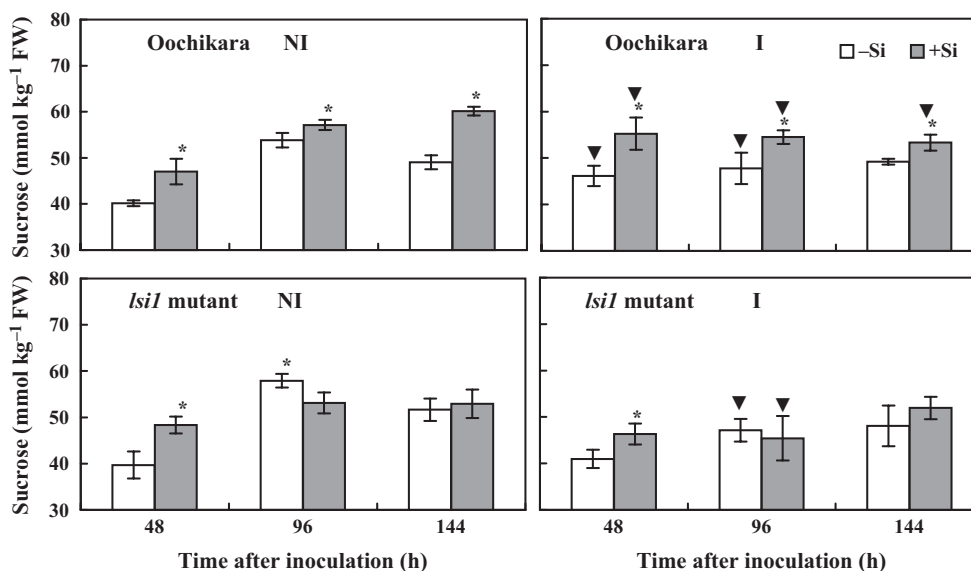 80
70
60
50
40
30
Sucrose (mmol kg⁻¹ FW)
Oochikara NI
*
*
*
Oochikara I
–Si +Si
*
*
*
80
70
60
50
40
30
Sucrose (mmol kg⁻¹ FW)
lsi1 mutant NI
*
*
48 96 144
Time after inoculation (h)
lsi1 mutant I
*
48 96 144
Time after inoculation (h)